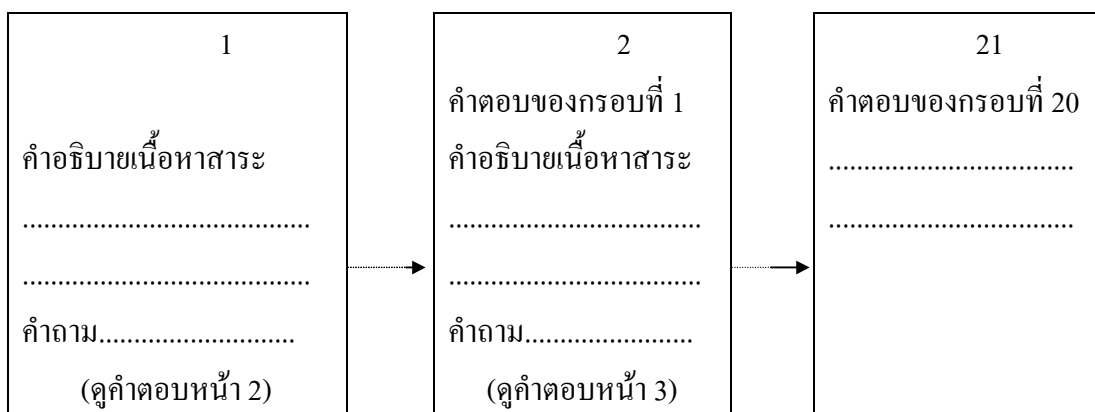 1
คำอธิบายเนื้อหาสาระ
.........................................
.........................................
คำถาม............................
(ดูคำตอบหน้า 2)
2
คำตอบของกรอบที่ 1
คำอธิบายเนื้อหาสาระ
....................................
....................................
คำถาม........................
(ดูคำตอบหน้า 3)
21
คำตอบของกรอบที่ 20
...................................
...................................